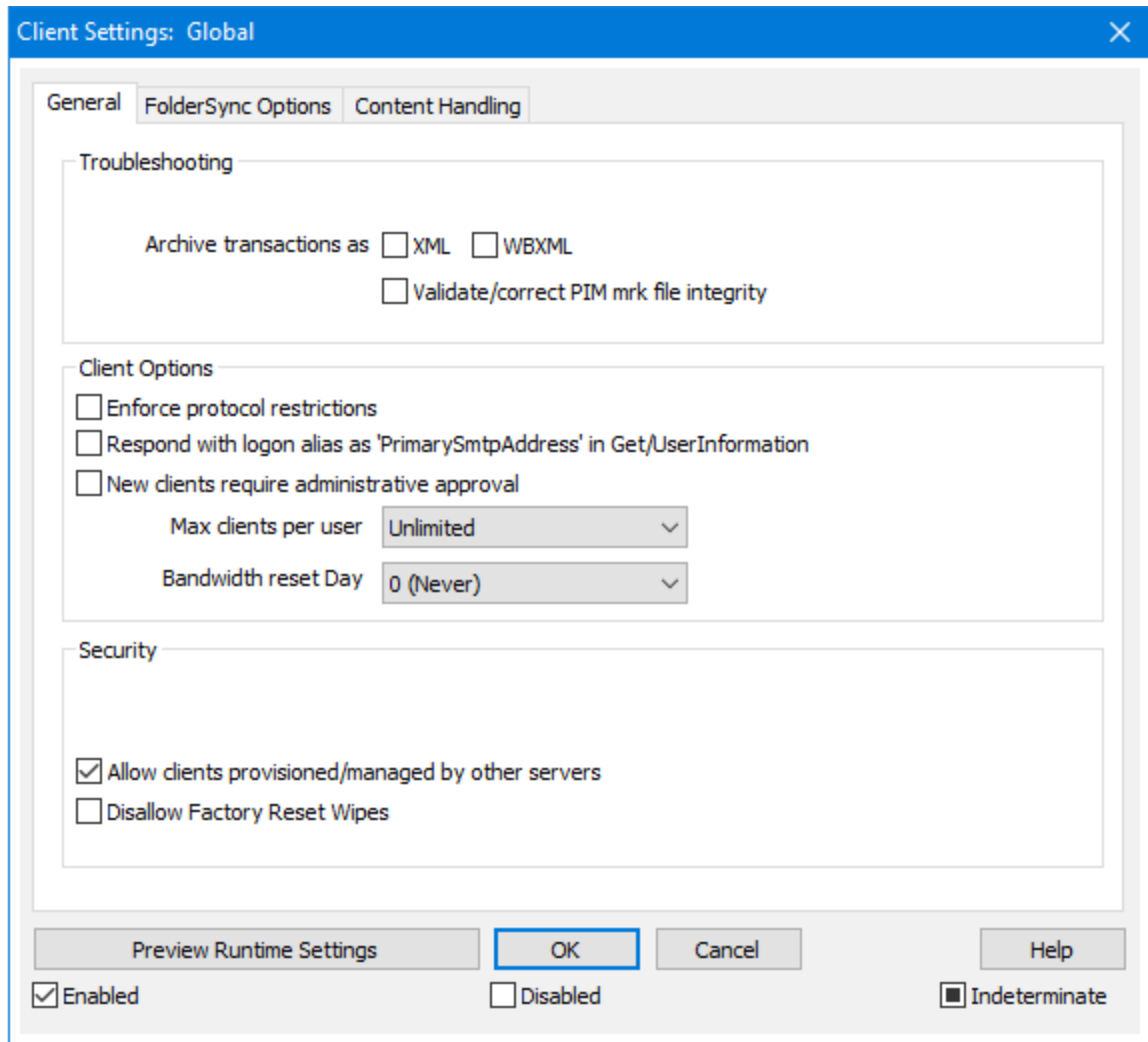 Client Settings: Global
General FolderSync Options Content Handling
Troubleshooting
Archive transactions as XML WBXML
Validate/correct PIM mrk file integrity
Client Options
Enforce protocol restrictions
Respond with logon alias as 'PrimarySmtpAddress' in Get/UserInformation
New clients require administrative approval
Max clients per user Unlimited
Bandwidth reset Day 0 (Never)
Security
Allow clients provisioned/managed by other servers
Disallow Factory Reset Wipes
Preview Runtime Settings OK Cancel Help
Enabled Disabled Indeterminate